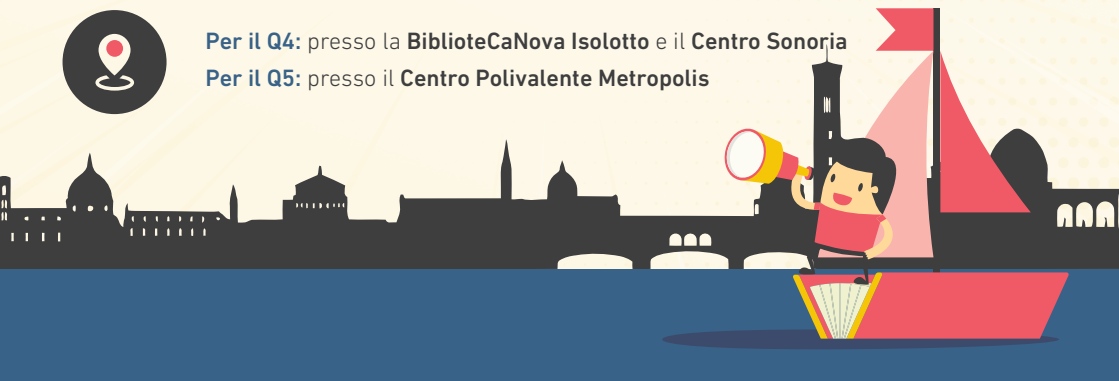 Per il Q4: presso la BiblioteCaNova Isolotto e il Centro Sonoria
Per il Q5: presso il Centro Polivalente Metropolis